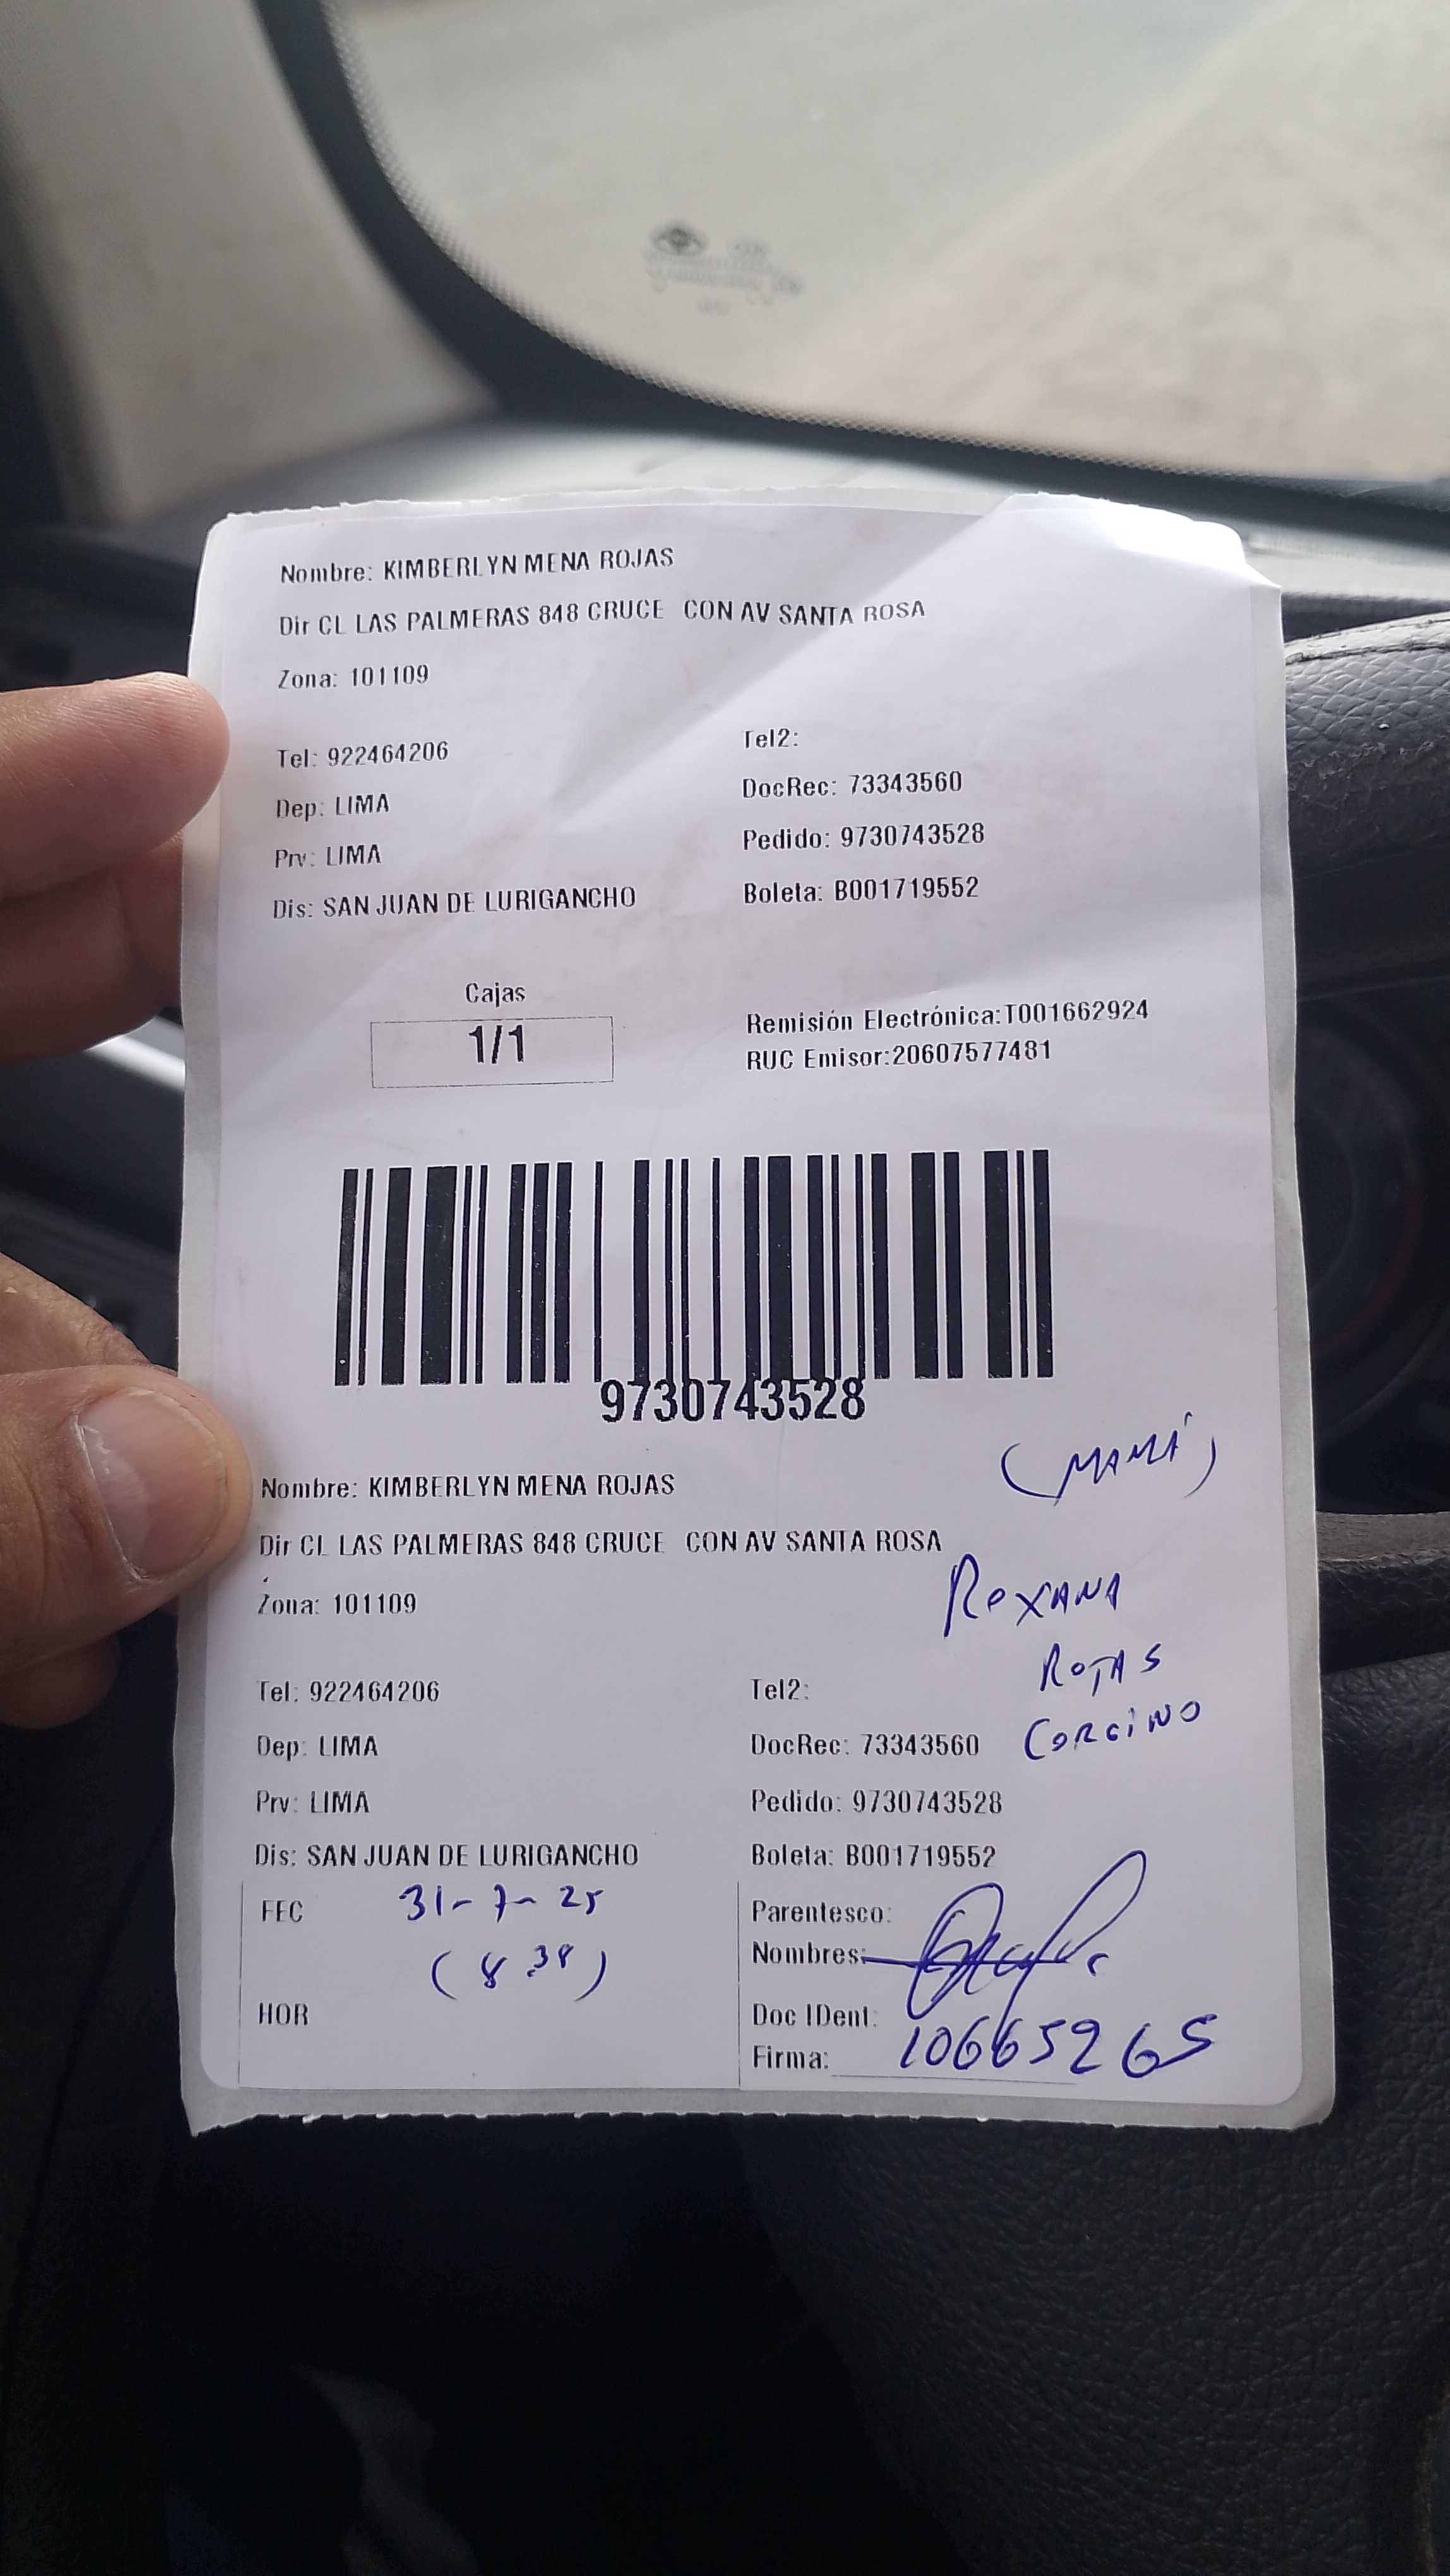 Nombre: KIMBERLYN MENA ROJAS
Dir CL LAS PALMERAS 848 CRUCE CON AV SANTA ROSA
Zona: 101109
Tel: 922464206 Tel2:
Dep: LIMA DocRec: 73343560
Prv: LIMA Pedido: 9730743528
Dis: SAN JUAN DE LURIGANCHO Boleta: B001719552
Cajas
1/1
Remisión Electrónica:T001662924
RUC Emisor:20607577481
9730743528
(MAMÁ)
Nombre: KIMBERLYN MENA ROJAS
Dir CL LAS PALMERAS 848 CRUCE CON AV SANTA ROSA
ROXANA
Zona: 101109
ROJAS
Tel: 922464206 Tel2:
Dep: LIMA DocRec: 73343560 CORCINO
Prv: LIMA Pedido: 9730743528
Dis: SAN JUAN DE LURIGANCHO Boleta: B001719552
FEC 31-7-25 Parentesco:
(8:38) Nombres:
HOR Doc IDent: 10665265
Firma: